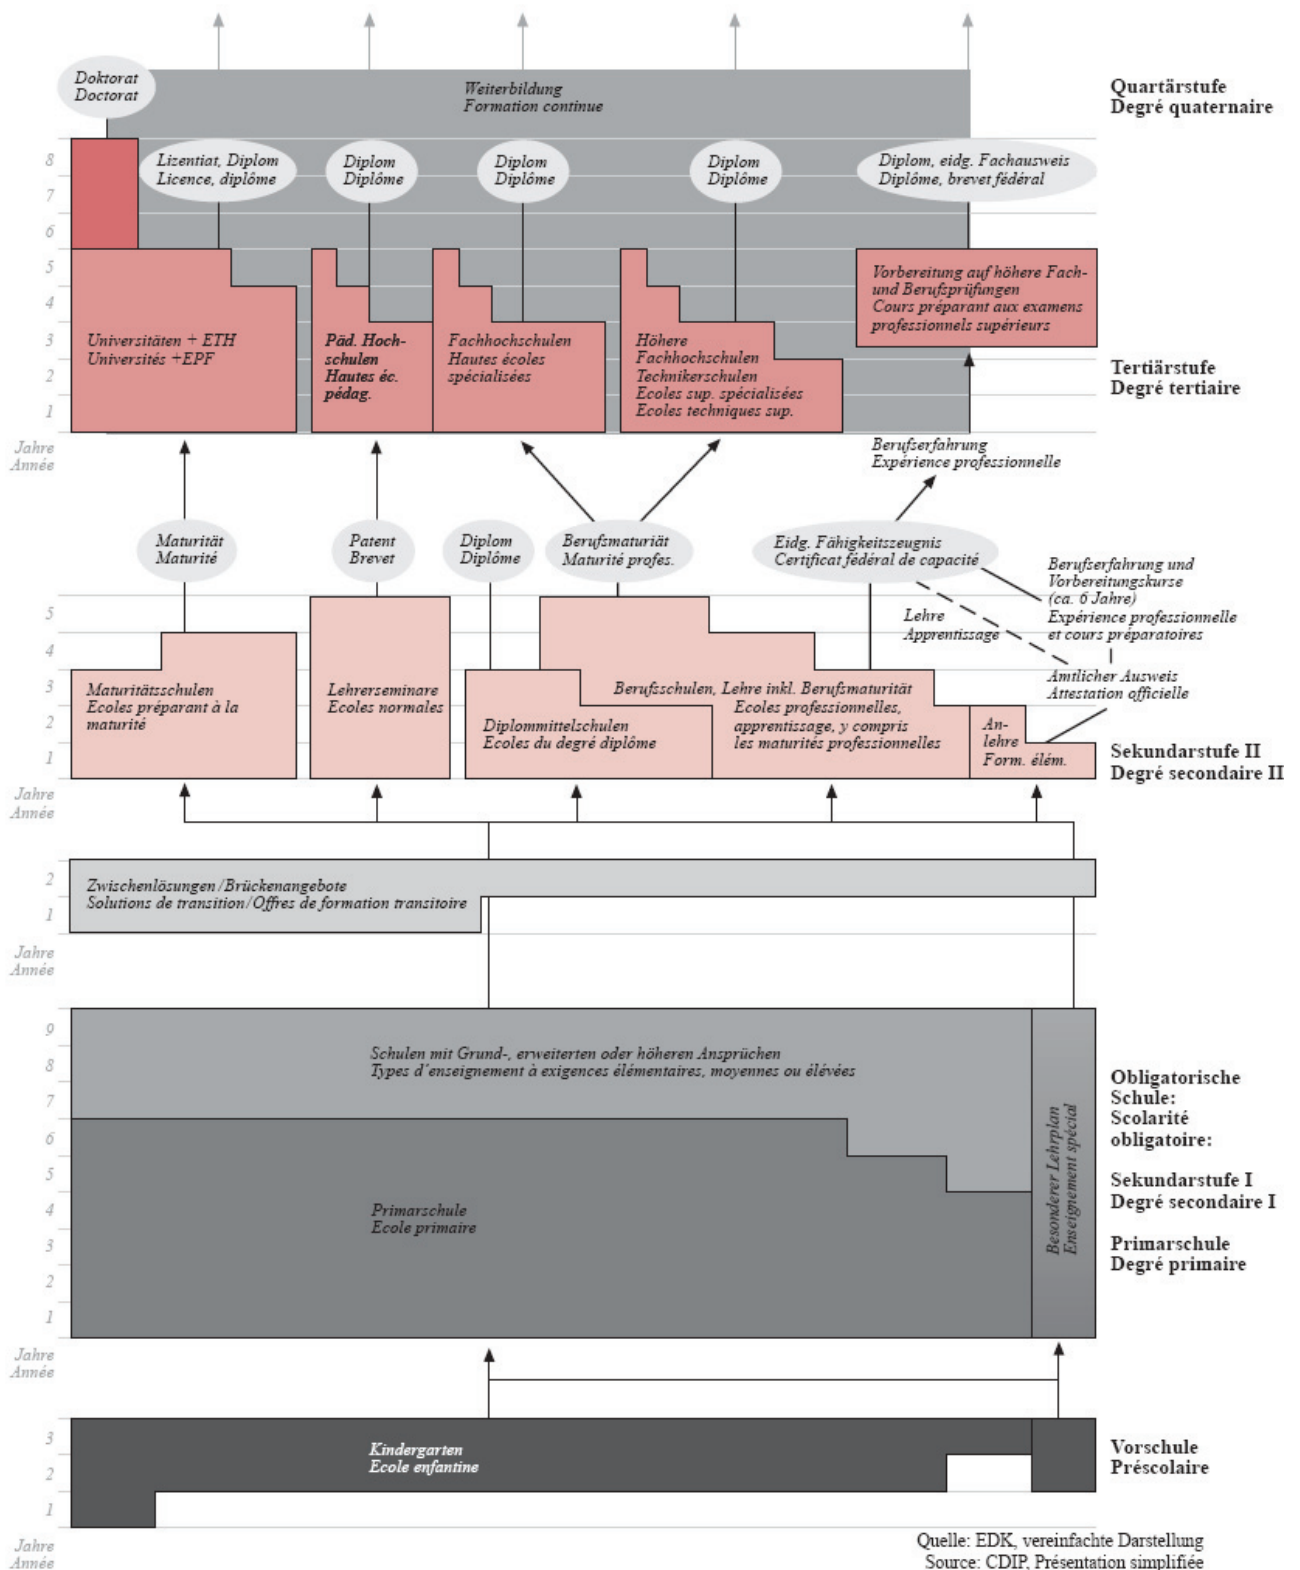 Doktorat
Doctorat
Weiterbildung
Formation continue
Quartärstufe
Degré quaternaire
8
7
6
5
4
3
2
1
Jahre
Année
Lizentiat, Diplom
Licence, diplôme
Diplom
Diplôme
Diplom
Diplôme
Diplom
Diplôme
Diplom, eidg. Fachausweis
Diplôme, brevet fédéral
Universitäten + ETH
Universités +EPF
Päd. Hoch-
schulen
Hautes éc.
pédag.
Fachhochschulen
Hautes écoles
spécialisées
Höhere
Fachhochschulen
Technikerschulen
Ecoles sup. spécialisées
Ecoles techniques sup.
Vorbereitung auf höhere Fach-
und Berufsprüfungen
Cours préparant aux examens
professionnels supérieurs
Tertiärstufe
Degré tertiaire
Berufserfahrung
Expérience professionnelle
Maturität
Maturité
Patent
Brevet
Diplom
Diplôme
Berufsmaturiät
Maturité profes.
Eidg. Fähigkeitszeugnis
Certificat fédéral de capacité
Berufserfahrung und
Vorbereitungskurse
(ca. 6 Jahre)
Expérience professionnelle
et cours préparatoires
Lehre
Apprentissage
Amtlicher Ausweis
Attestation officielle
5
4
3
2
1
Jahre
Année
Maturitätsschulen
Ecoles préparant à la
maturité
Lehrerseminare
Ecoles normales
Diplommittelschulen
Ecoles du degré diplôme
Berufsschulen, Lehre inkl. Berufsmaturität
Ecoles professionnelles,
apprentissage, y compris
les maturités professionnelles
An-
lehre
Form. élém.
Sekundarstufe II
Degré secondaire II
2
1
Jahre
Année
Zwischenlösungen/Brückenangebote
Solutions de transition/Offres de formation transitoire
9
8
7
6
5
4
3
2
1
Jahre
Année
Schulen mit Grund-, erweiterten oder höheren Ansprüchen
Types d'enseignement à exigences élémentaires, moyennes ou élévées
Primarschule
Ecole primaire
Besonderer Lehrplan
Enseignement spécial
Obligatorische
Schule:
Scolarité
obligatoire:
Sekundarstufe I
Degré secondaire I
Primarschule
Degré primaire
3
2
1
Jahre
Année
Kindergarten
Ecole enfantine
Vorschule
Préscolaire
Quelle: EDK, vereinfachte Darstellung
Source: CDIP, Présentation simplifiée